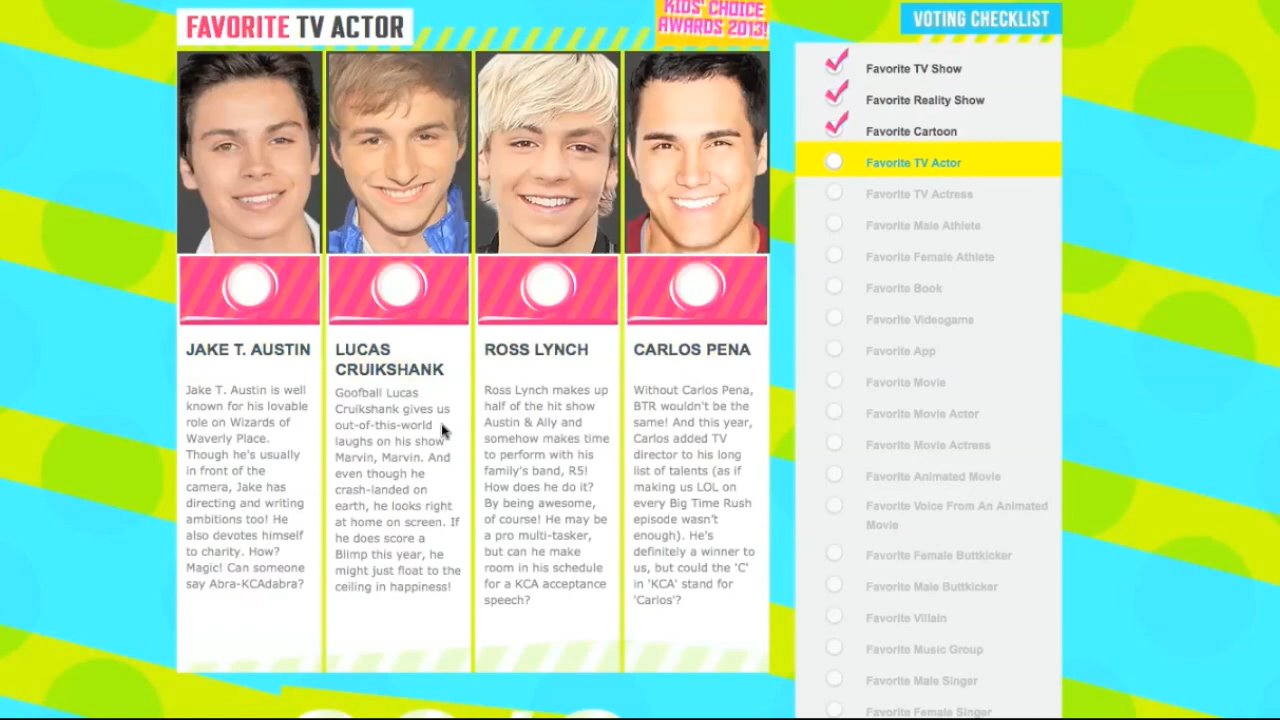 FAVORITE TV ACTOR
KIDS' CHOICE
AWARDS 2013!
JAKE T. AUSTIN
Jake T. Austin is well
known for his lovable
role on Wizards of
Waverly Place.
Though he's usually
in front of the
camera, Jake has
directing and writing
ambitions too! He
also devotes himself
to charity. How?
Magic! Can someone
say Abra-KCAdabra?
LUCAS
CRUIKSHANK
Goofball Lucas
Cruikshank gives us
out-of-this-world
laughs on his show
Marvin, Marvin. And
even though he
crash-landed on
earth, he looks right
at home on screen. If
he does score a
Blimp this year, he
might just float to the
ceiling in happiness!
ROSS LYNCH
Ross Lynch makes up
half of the hit show
Austin & Ally and
somehow makes time
to perform with his
family's band, R5!
How does he do it?
By being awesome,
of course! He may be
a pro multi-tasker,
but can he make
room in his schedule
for a KCA acceptance
speech?
CARLOS PENA
Without Carlos Pena,
BTR wouldn't be the
same! And this year,
Carlos added TV
director to his long
list of talents (as if
making us LOL on
every Big Time Rush
episode wasn't
enough). He's
definitely a winner to
us, but could the 'C'
in 'KCA' stand for
'Carlos'?
VOTING CHECKLIST
Favorite TV Show
Favorite Reality Show
Favorite Cartoon
Favorite TV Actor
Favorite TV Actress
Favorite Male Athlete
Favorite Female Athlete
Favorite Book
Favorite Videogame
Favorite App
Favorite Movie
Favorite Movie Actor
Favorite Movie Actress
Favorite Animated Movie
Favorite Voice From An Animated
Movie
Favorite Female Buttkicker
Favorite Male Buttkicker
Favorite Villain
Favorite Music Group
Favorite Male Singer
Favorite Female Singer